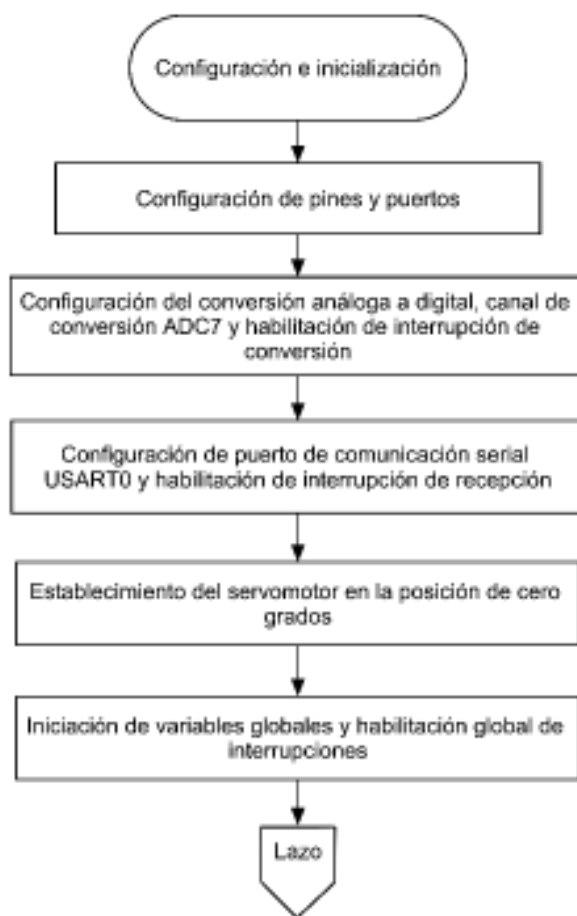 Configuración e inicialización
Configuración de pines y puertos
Configuración del conversión análoga a digital, canal de
conversión ADC7 y habilitación de interrupción de
conversión
Configuración de puerto de comunicación serial
USART0 y habilitación de interrupción de recepción
Establecimiento del servomotor en la posición de cero
grados
Iniciación de variables globales y habilitación global de
interrupciones
Lazo